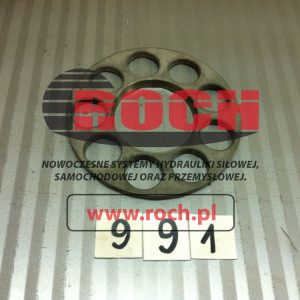 ROCH
NOWOCZESNE SYSTEMY HYDRAULIKI SIŁOWEJ,
SAMOCHODOWEJ ORAZ PRZEMYSŁOWEJ.
www.roch.pl
991